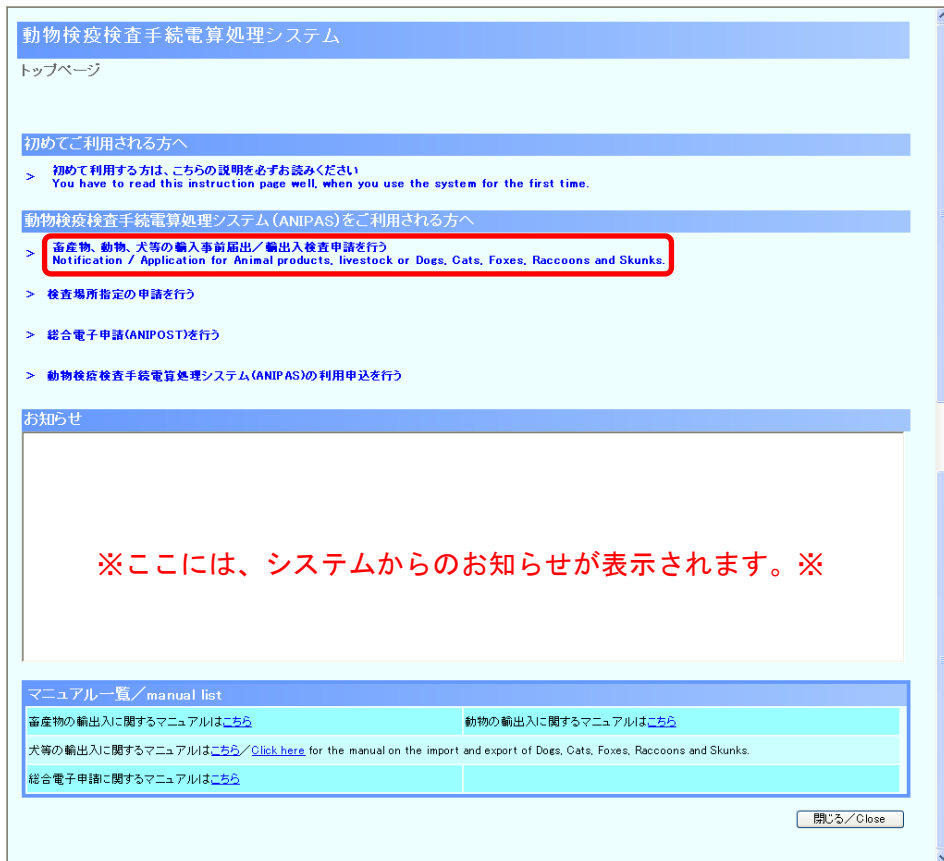 動物検疫検査手続電算処理システム
トップページ
初めてご利用される方へ
> 初めて利用する方は、こちらの説明を必ずお読みください
You have to read this instruction page well, when you use the system for the first time.
動物検疫検査手続電算処理システム(ANIPAS)をご利用される方へ
> 畜産物、動物、犬等の輸入事前届出/輸出入検査申請を行う
Notification / Application for Animal products, livestock or Dogs, Cats, Foxes, Raccoons and Skunks.
> 検査場所指定の申請を行う
> 総合電子申請(ANIPOST)を行う
> 動物検疫検査手続電算処理システム(ANIPAS)の利用申込を行う
お知らせ
※ここには、システムからのお知らせが表示されます。※
マニュアル一覧/manual list
畜産物の輸出入に関するマニュアルはこちら 動物の輸出入に関するマニュアルはこちら
犬等の輸出入に関するマニュアルはこちら/Click here for the manual on the import and export of Dogs, Cats, Foxes, Raccoons and Skunks.
総合電子申請に関するマニュアルはこちら
閉じる/Close